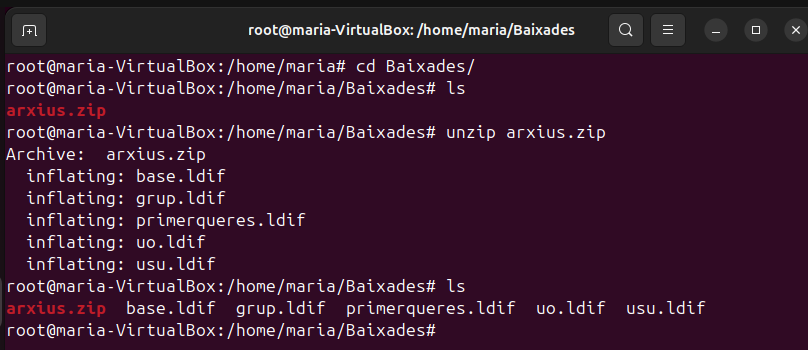 root@maria-VirtualBox: /home/maria/Baixades
root@maria-VirtualBox:/home/maria# cd Baixades/
root@maria-VirtualBox:/home/maria/Baixades# ls
arxius.zip
root@maria-VirtualBox:/home/maria/Baixades# unzip arxius.zip
Archive:  arxius.zip
  inflating: base.ldif
  inflating: grup.ldif
  inflating: primerqueres.ldif
  inflating: uo.ldif
  inflating: usu.ldif
root@maria-VirtualBox:/home/maria/Baixades# ls
arxius.zip  base.ldif  grup.ldif  primerqueres.ldif  uo.ldif  usu.ldif
root@maria-VirtualBox:/home/maria/Baixades#